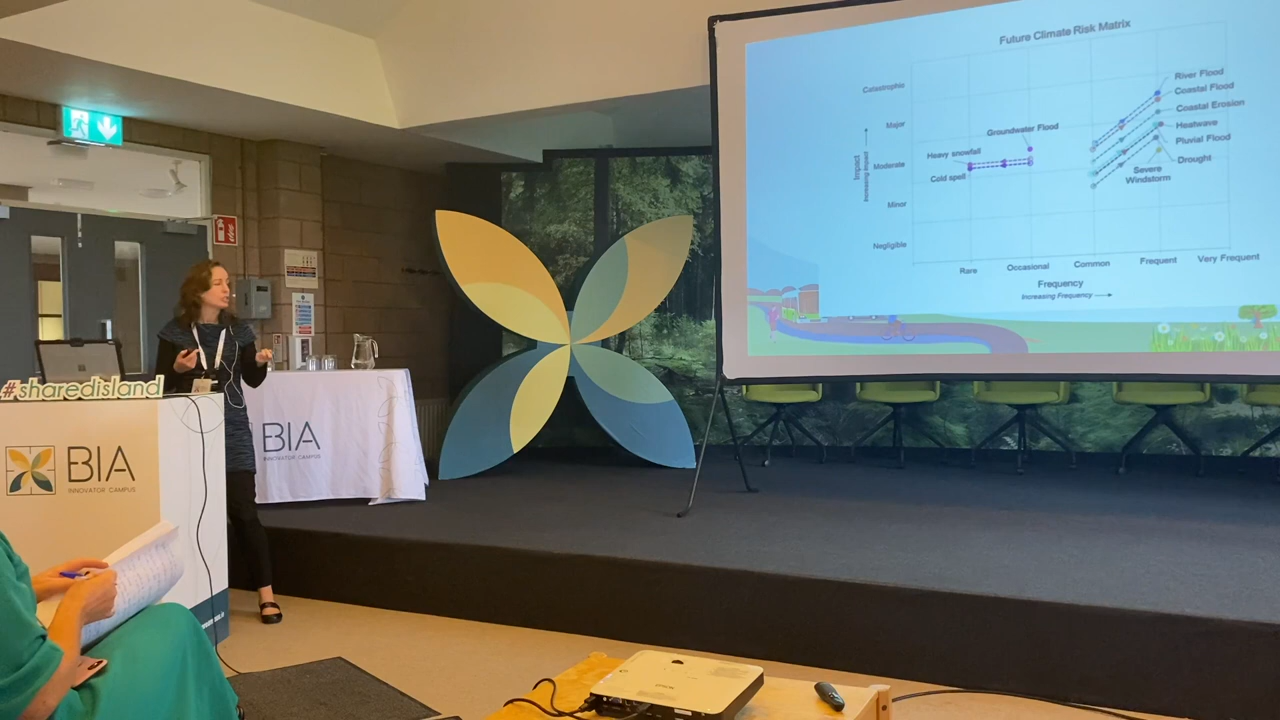 Future Climate Risk Matrix
Catastrophic
Major
Moderate
Minor
Negligible
Impact
Increasing Impact
River Flood
Coastal Flood
Coastal Erosion
Heatwave
Pluvial Flood
Drought
Severe
Windstorm
Groundwater Flood
Heavy snowfall
Cold spell
Rare
Occasional
Common
Frequent
Very Frequent
Frequency
Increasing Frequency
#sharedisland
BIA
INNOVATOR CAMPUS
BIA
INNOVATOR CAMPUS
EPSON